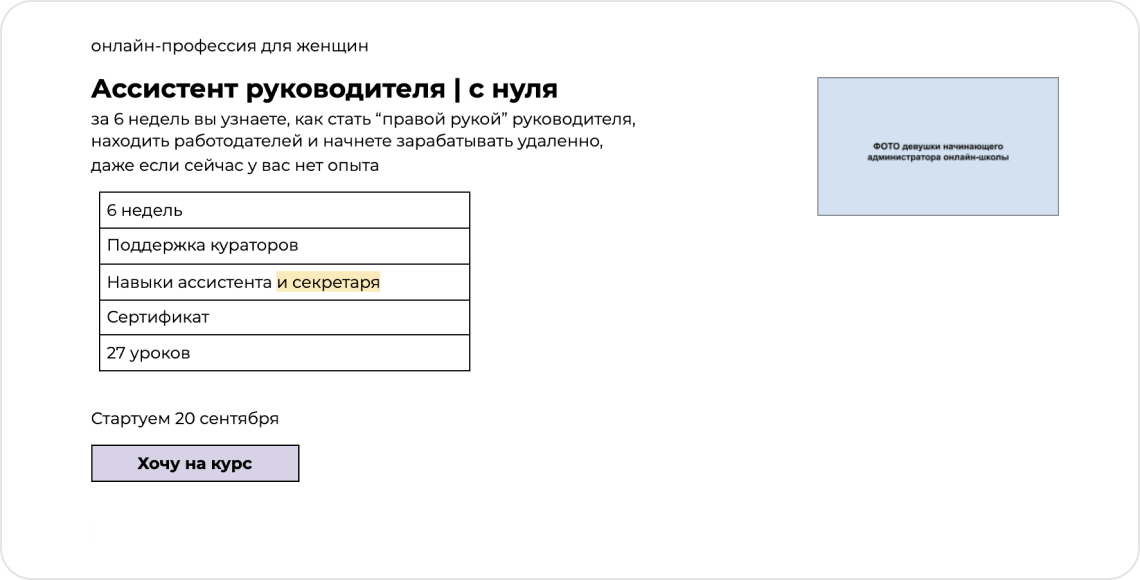 онлайн-профессия для женщин
Ассистент руководителя | с нуля
за 6 недель вы узнаете, как стать “правой рукой” руководителя,
находить работодателей и начнете зарабатывать удаленно,
даже если сейчас у вас нет опыта
ФОТО девушки начинающего
администратора онлайн-школы
6 недель
Поддержка кураторов
Навыки ассистента и секретаря
Сертификат
27 уроков
Стартуем 20 сентября
Хочу на курс